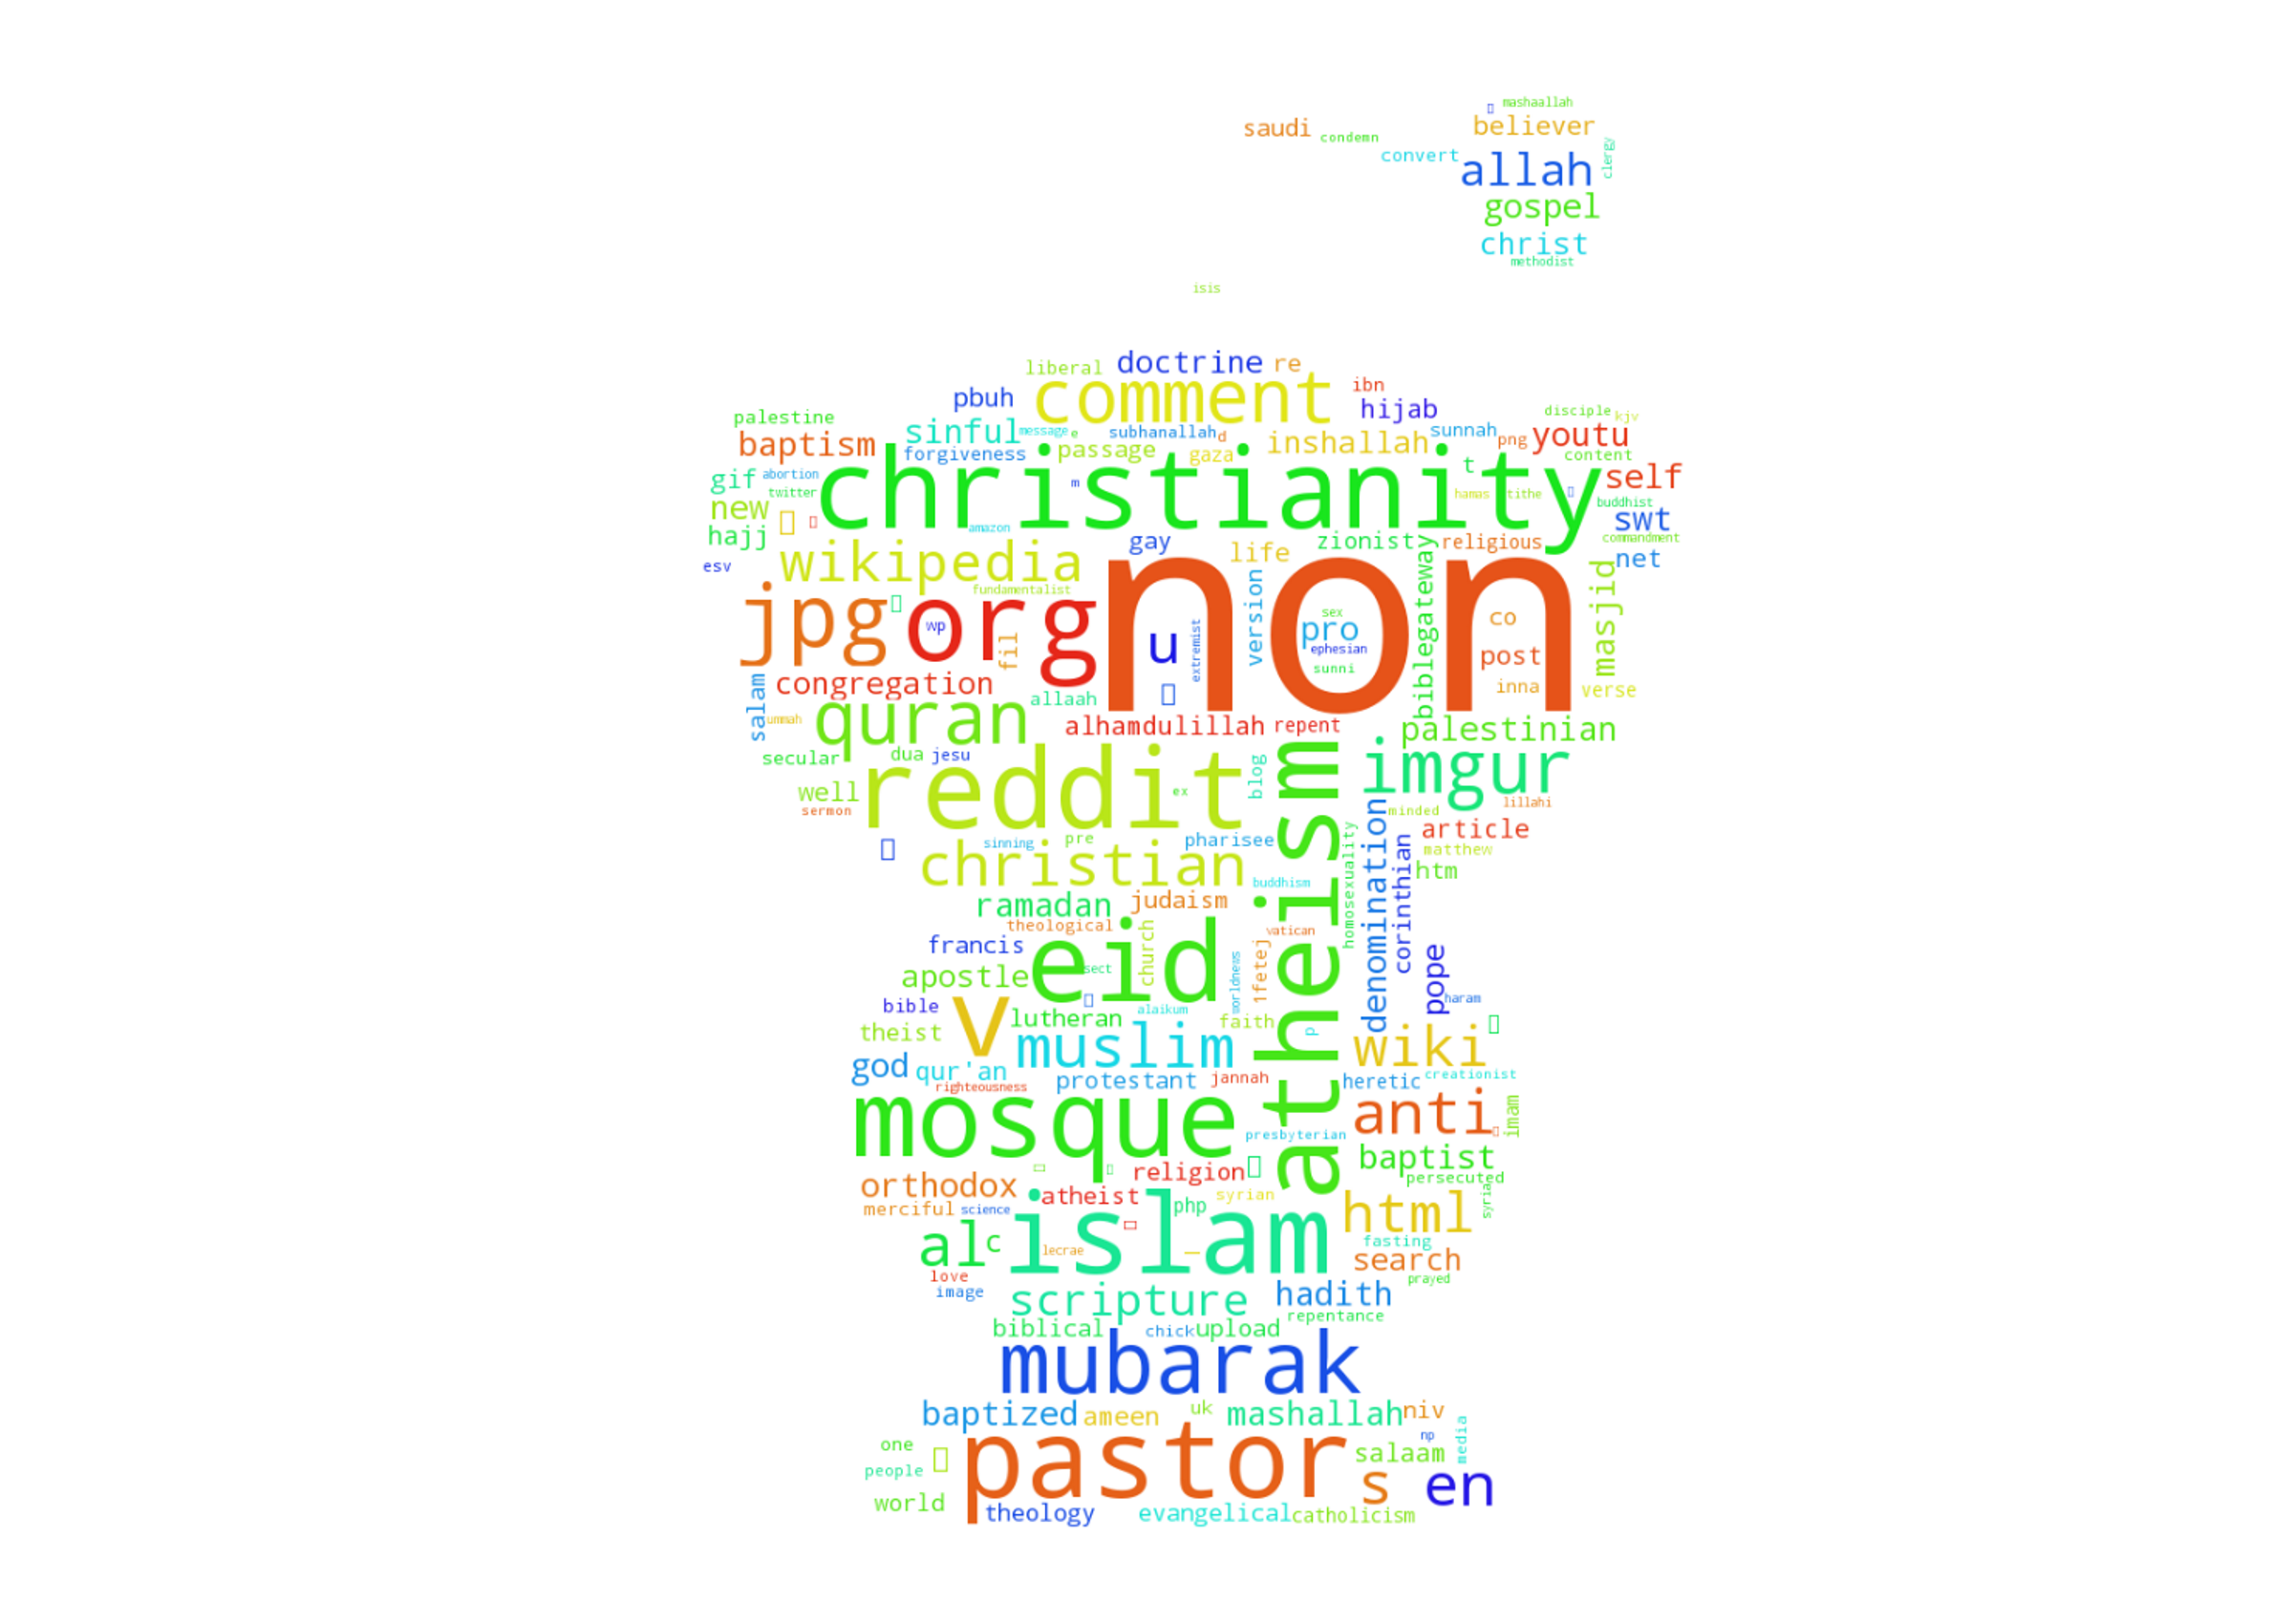 mashaallah
saudi condemn believer
convert allah clergy
gospel
christ
methodist
isis
liberal doctrine re
pbuh comment ibn hijab
palestine sinful message e subhanallah d inshallah sunnah png youtu disciple kjv
baptism forgiveness passage gaza t content
gif abortion christianity self
new twitter m hamas tithe buddhist
hajj amazon swt
commandment
wikipedia gay life zionist religious net
esv fundamentalist
jpg org non masjid
wp fil u extremist version sex pro ephesian sunni biblegateway co post inna
salam congregation allaah verse
ummah quran alhamdulillah repent palestinian
secular dua jesu
well reddit ex blog atheism imgur
sermon minded lillahi
sinning pre pharisee homosexuality denomination corinthian article
christian matthew
buddhism htm
ramadan judaism
theological vatican
francis eid church
apostle sect worldnews 1fetej pope
bible v alaikum haram
theist lutheran faith p
muslim wiki
god qur'an
righteousness protestant jannah heretic creationist
mosque anti imam
presbyterian baptist
religion persecuted
orthodox atheist syrian syria
merciful science php html
al c islam fasting
lecrae search
love prayed
image scripture hadith
repentance
biblical chick upload
mubarak
baptized ameen uk mashallah niv
one pastor np media
people salaam
s en
world theology evangelical catholicism